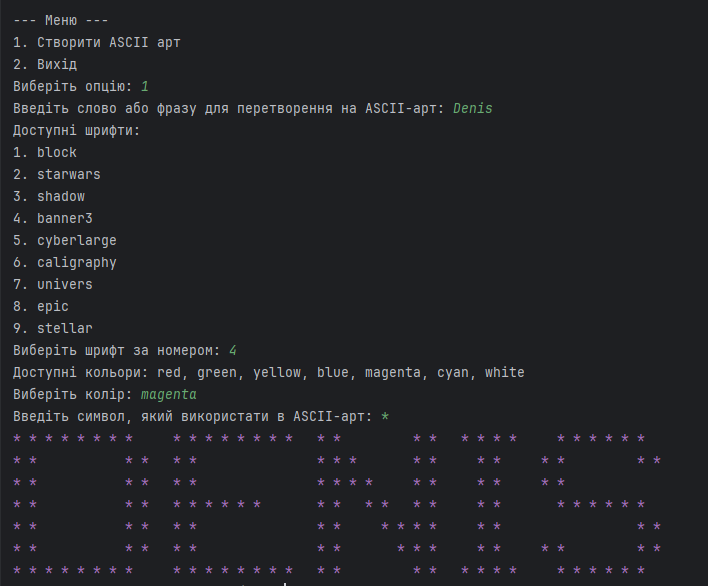 --- Меню ---
1. Створити ASCII арт
2. Вихід
Виберіть опцію: 1
Введіть слово або фразу для перетворення на ASCII-арт: Denis
Доступні шрифти:
1. block
2. starwars
3. shadow
4. banner3
5. cyberlarge
6. caligraphy
7. univers
8. epic
9. stellar
Виберіть шрифт за номером: 4
Доступні кольори: red, green, yellow, blue, magenta, cyan, white
Виберіть колір: magenta
Введіть символ, який використати в ASCII-арт: *
* * * * * * * *     * * * * * * * *   * *         * *   * * * *     * * * * * *
* *           * *   * *               * * *       * *     * *     * *         * *
* *           * *   * *               * * * *     * *     * *     * *
* *           * *   * * * * * *       * *   * *   * *     * *       * * * * * *
* *           * *   * *               * *     * * * *     * *                 * *
* *           * *   * *               * *       * * *     * *     * *         * *
* * * * * * * *     * * * * * * * *   * *         * *   * * * *     * * * * * *